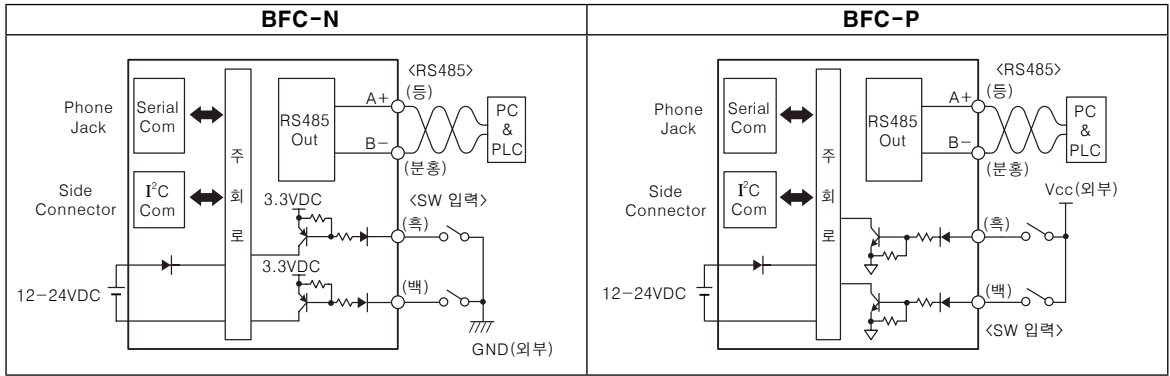 BFC-N
<RS485>
(등)
A+
Phone
Jack
Serial
Com
RS485
Out
PC
&
PLC
B-
(분홍)
주
회
로
Side
Connector
I²C
Com
3.3VDC
<SW 입력>
(흑)
3.3VDC
(백)
12-24VDC
GND(외부)
BFC-P
<RS485>
(등)
A+
Phone
Jack
Serial
Com
RS485
Out
PC
&
PLC
B-
(분홍)
주
회
로
Side
Connector
I²C
Com
Vcc(외부)
(흑)
(백)
12-24VDC
<SW 입력>